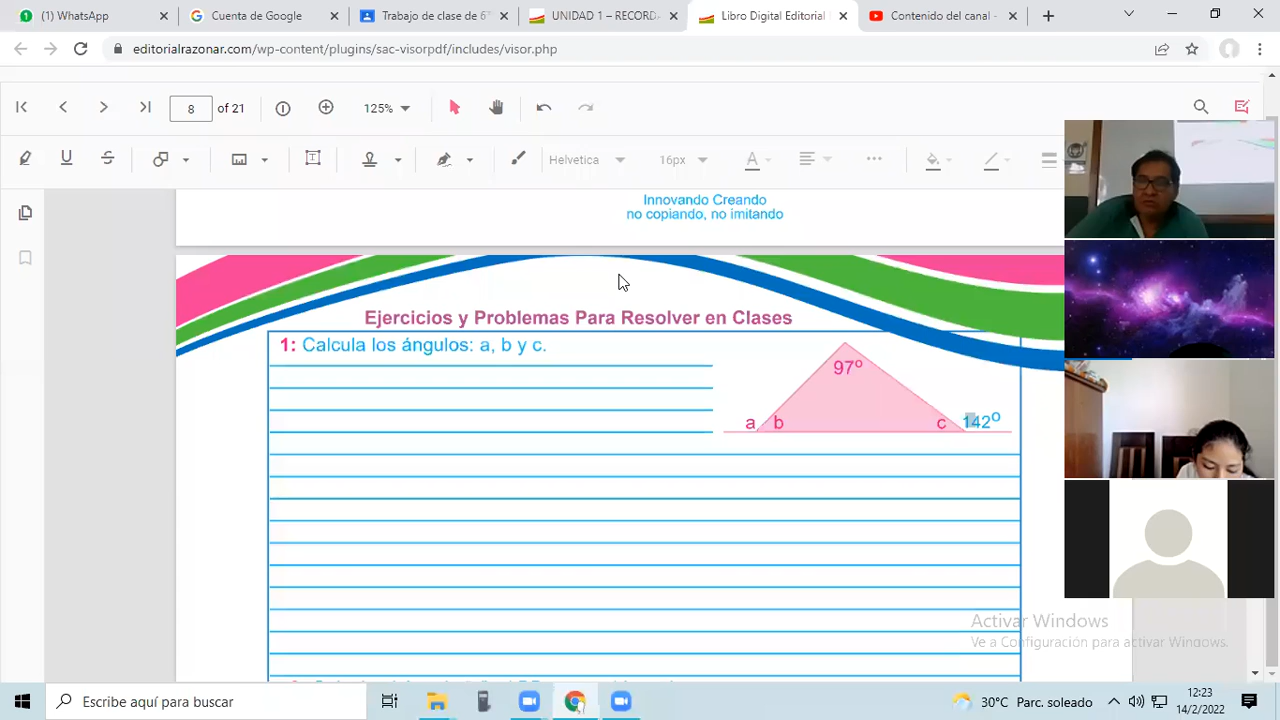 (1) WhatsApp
Cuenta de Google
Trabajo de clase de 6°
UNIDAD 1 – RECORDA
Libro Digital Editorial
Contenido del canal -
editorialrazonar.com/wp-content/plugins/sac-visorpdf/includes/visor.php
8 of 21
125%
Helvetica
16px
A
Innovando Creando
no copiando, no imitando
Ejercicios y Problemas Para Resolver en Clases
1: Calcula los ángulos: a, b y c.
97º
a b c 142º
Activar Windows
Ve a Configuración para activar Windows.
Escribe aquí para buscar
30°C Parc. soleado
12:23
14/2/2022